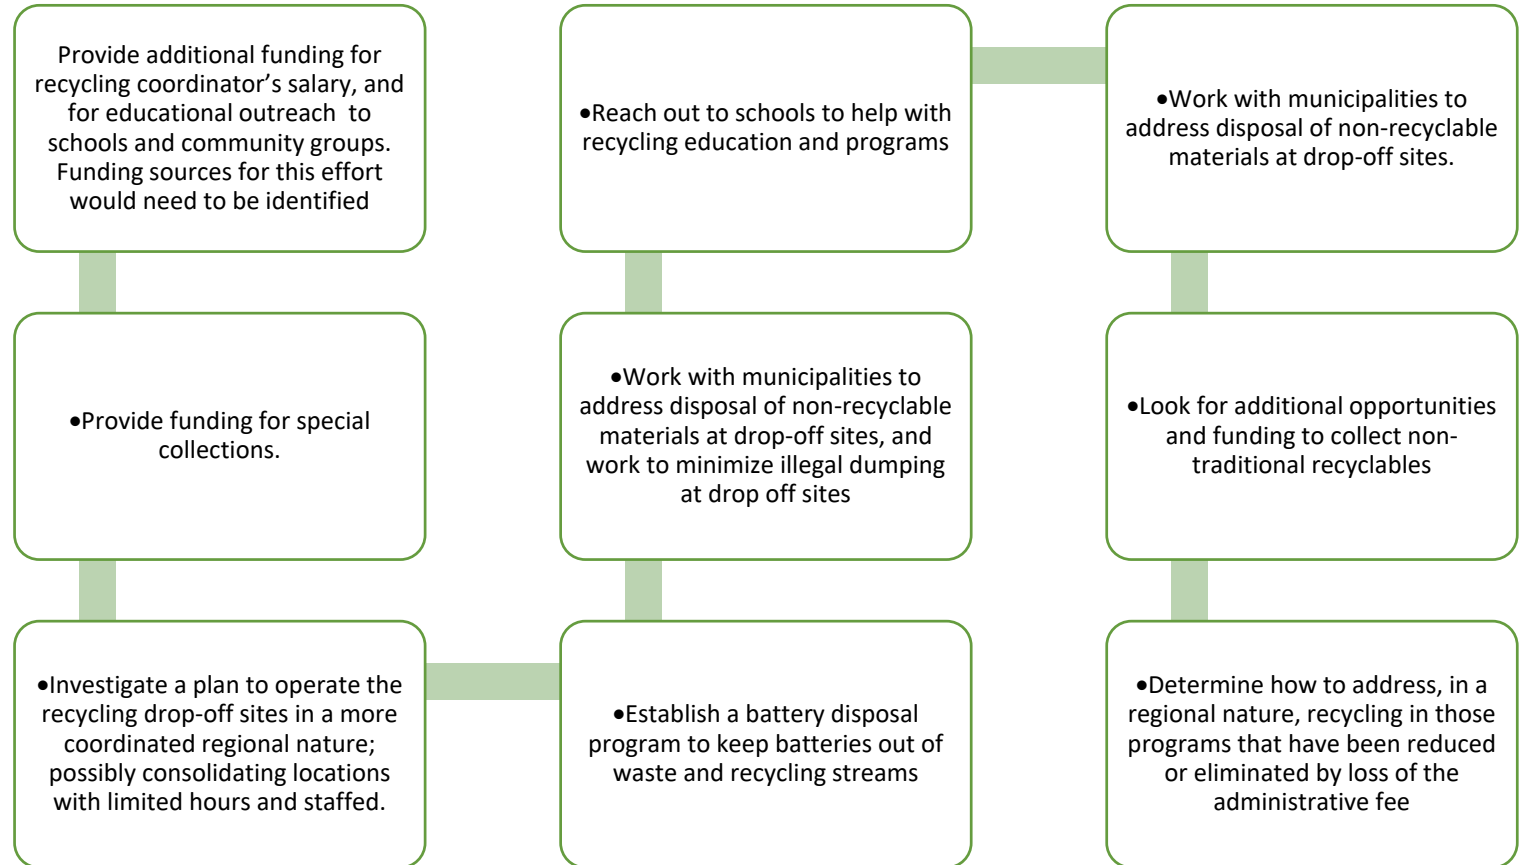 Provide additional funding for
recycling coordinator’s salary, and
for educational outreach  to
schools and community groups.
Funding sources for this effort
would need to be identified
•Provide funding for special
collections.
•Investigate a plan to operate the
recycling drop-off sites in a more
coordinated regional nature;
possibly consolidating locations
with limited hours and staffed.
•Establish a battery disposal
program to keep batteries out of
waste and recycling streams
•Work with municipalities to
address disposal of non-recyclable
materials at drop-off sites, and
work to minimize illegal dumping
at drop off sites
•Reach out to schools to help with
recycling education and programs
•Work with municipalities to
address disposal of non-recyclable
materials at drop-off sites.
•Look for additional opportunities
and funding to collect non-
traditional recyclables
•Determine how to address, in a
regional nature, recycling in those
programs that have been reduced
or eliminated by loss of the
administrative fee